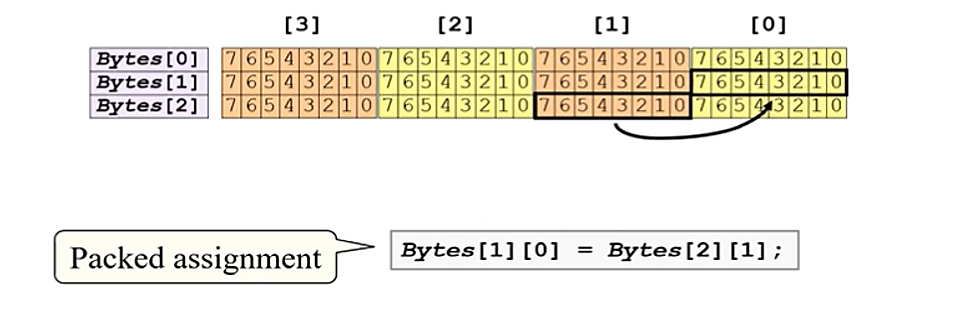 [3] [2] [1] [0]
Bytes[0] 7 6 5 4 3 2 1 0 7 6 5 4 3 2 1 0 7 6 5 4 3 2 1 0 7 6 5 4 3 2 1 0
Bytes[1] 7 6 5 4 3 2 1 0 7 6 5 4 3 2 1 0 7 6 5 4 3 2 1 0 7 6 5 4 3 2 1 0
Bytes[2] 7 6 5 4 3 2 1 0 7 6 5 4 3 2 1 0 7 6 5 4 3 2 1 0 7 6 5 4 3 2 1 0
Packed assignment
Bytes[1][0] = Bytes[2][1];